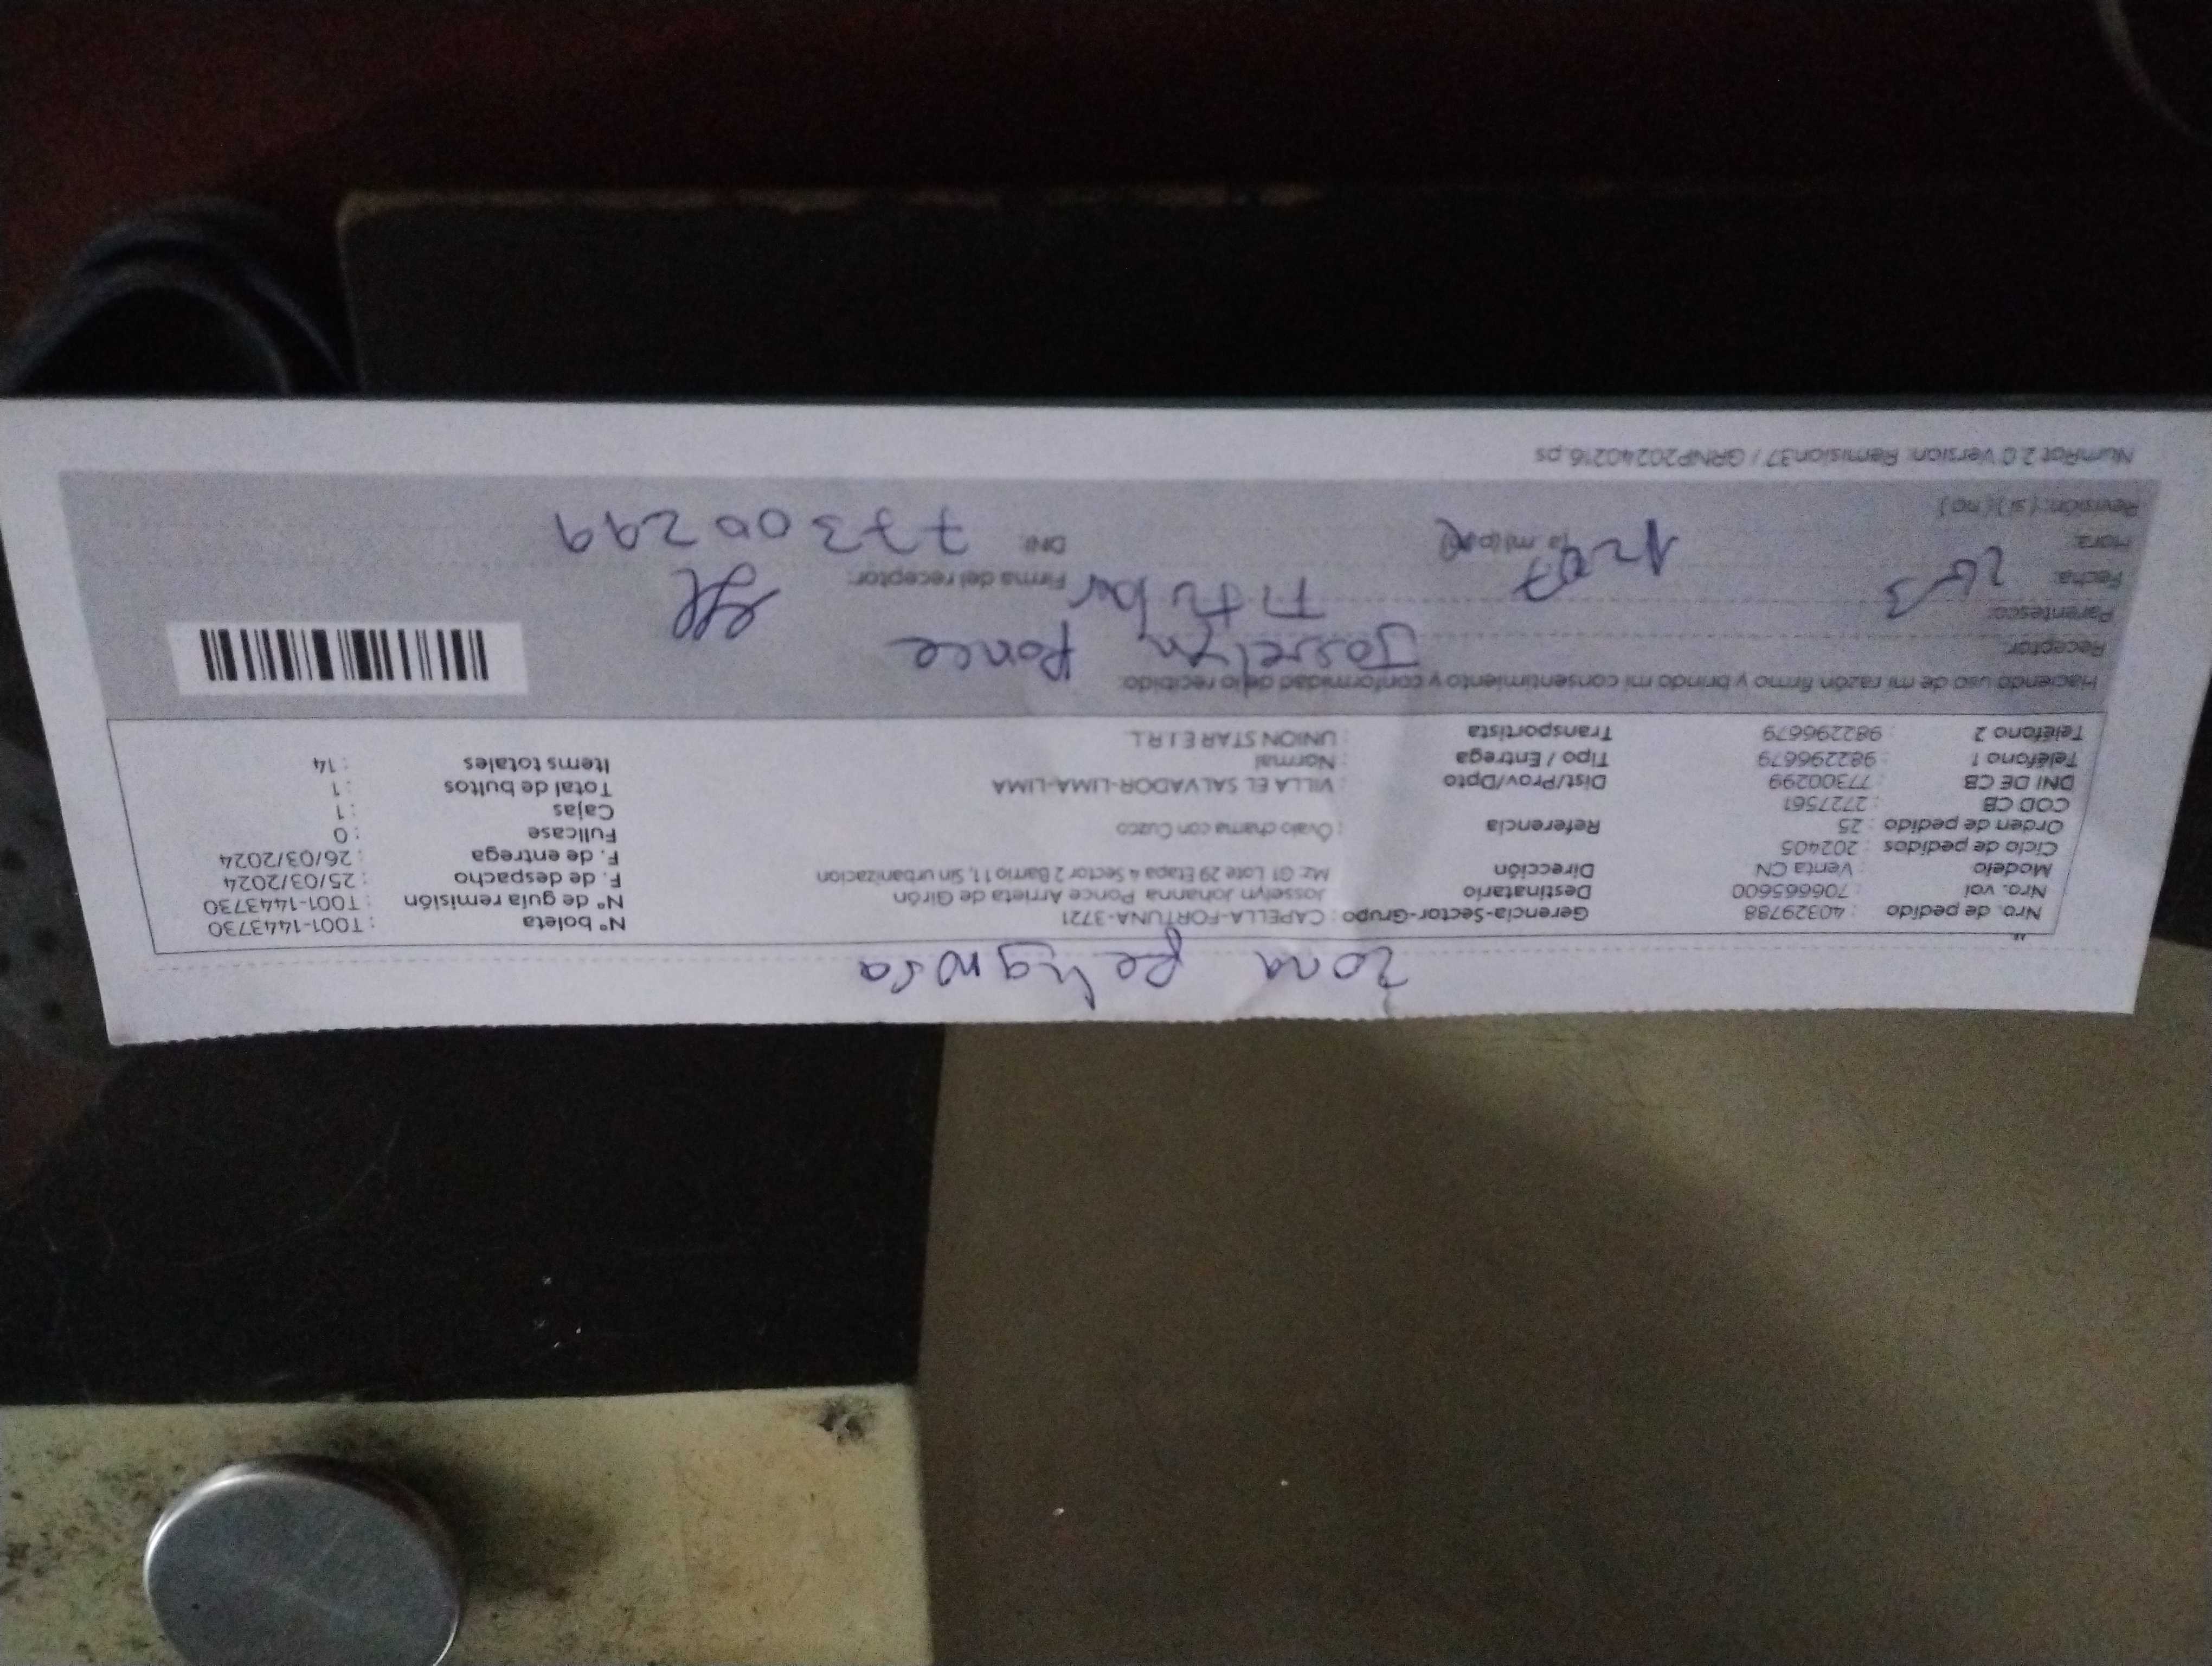 zona peligrosa
Nro. de pedido : 40329788 Gerencia-Sector-Grupo : CAPELLA-FORTUNA-3721 Nº boleta : T001-1443730
Nro. vol : 706665600 Destinatario Josselyn Johanna Ponce Arrieta de Girón Nº de guía remisión : T001-1443730
Modelo : Venta CN Dirección Mz G1 Lote 29 Etapa 4 Sector 2 Barrio 11, Sin urbanizacion F. de despacho : 25/03/2024
Ciclo de pedidos : 202405 F. de entrega : 26/03/2024
Orden de pedido : 25 Referencia : Óvalo chama con Cuzco Fullcase : 0
COD CB : 2727561 Cajas : 1
DNI DE CB : 77300299 Dist/Prov/Dpto : VILLA EL SALVADOR-LIMA-LIMA Total de bultos : 1
Teléfono 1 : 982296679 Tipo / Entrega : Normal Items totales : 14
Teléfono 2 : 982296679 Transportista : UNION STAR E.I.R.L.
Haciendo uso de mi razón firmo y brindo mi consentimiento y conformidad de lo recibido:
Receptor: Josselyn Ponce
Parentesco: Titular
Fecha: 26-3 Firma del receptor:
Hora: 12:07 (a. m) (p. m) DNI: 77300299
Revisión: ( si ) ( no )
NumRot 2.0 Version: Remision37 / GRNP20240216.ps